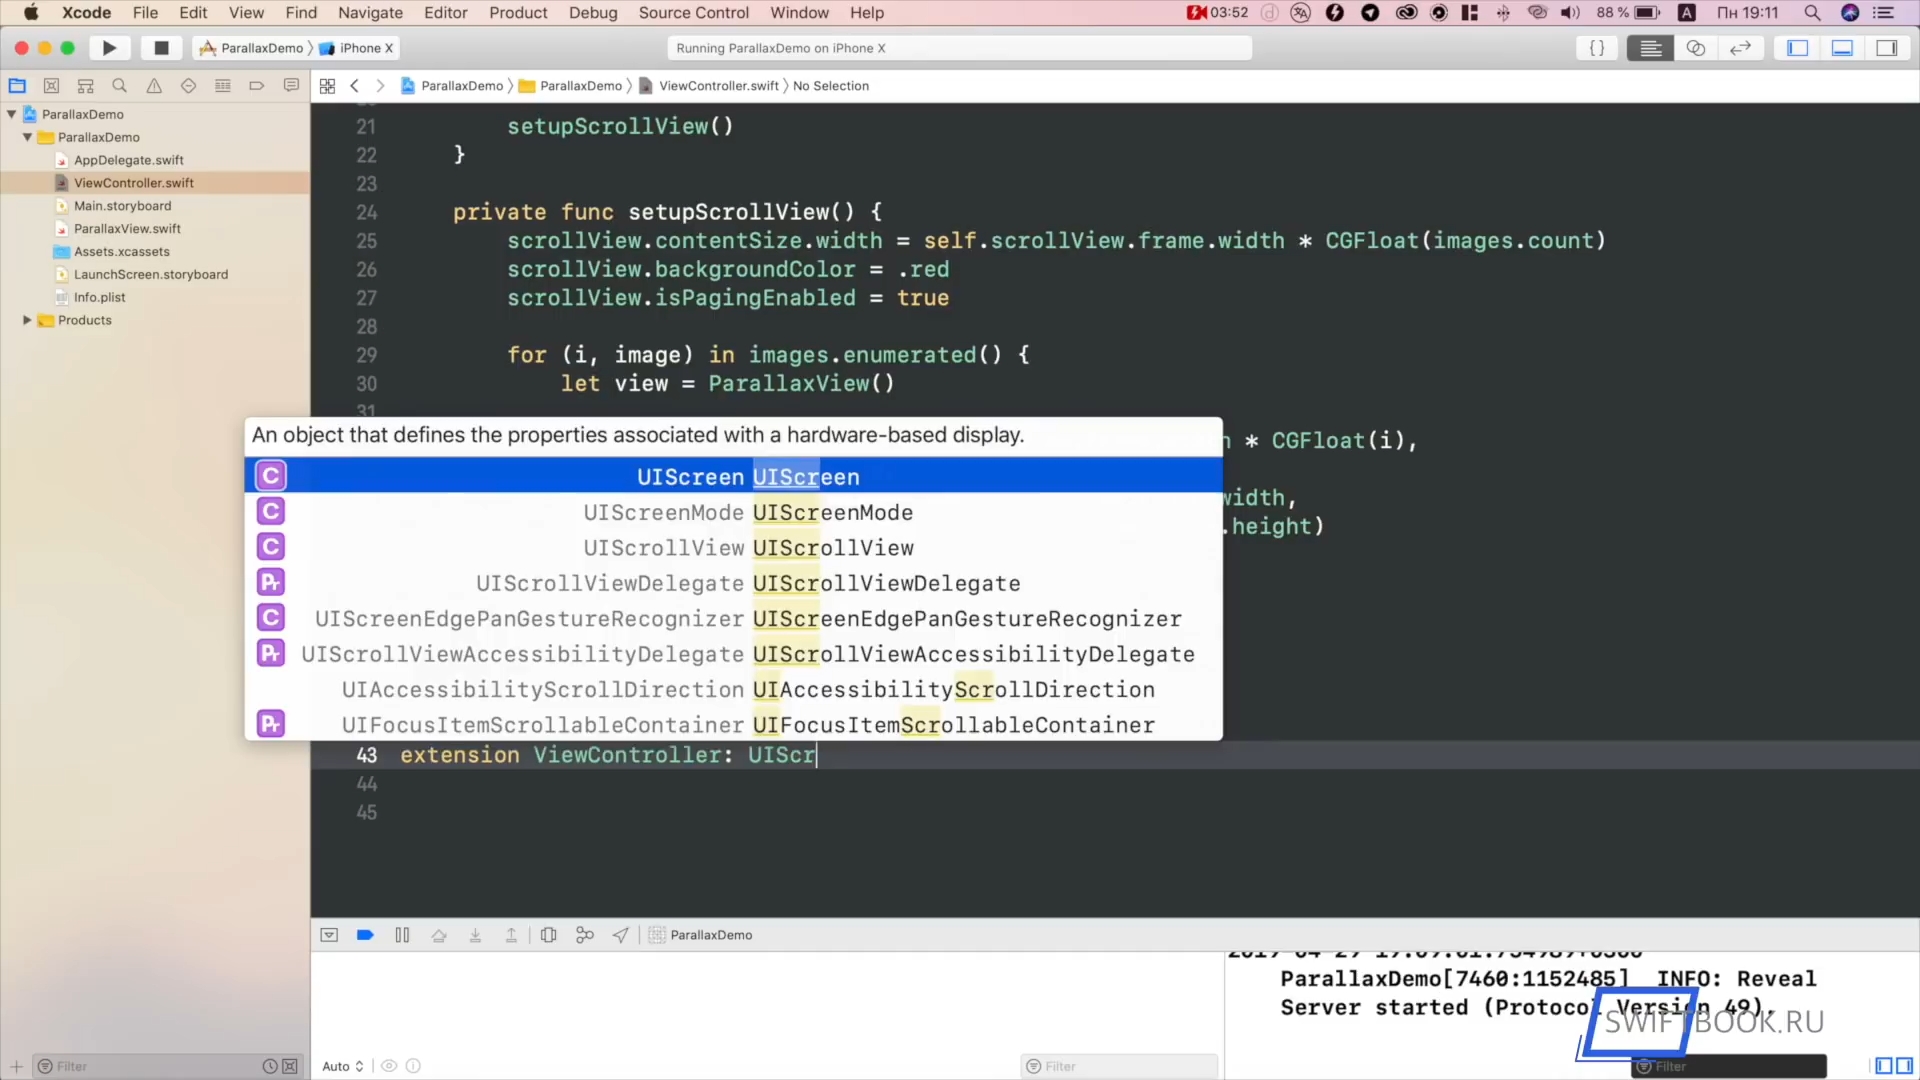 Xcode File Edit View Find Navigate Editor Product Debug Source Control Window Help 03:52 88 % A Пн 19:11
ParallaxDemo iPhone X Running ParallaxDemo on iPhone X
ParallaxDemo ParallaxDemo ViewController.swift No Selection
ParallaxDemo
ParallaxDemo
AppDelegate.swift
ViewController.swift
Main.storyboard
ParallaxView.swift
Assets.xcassets
LaunchScreen.storyboard
Info.plist
Products
21 setupScrollView()
22 }
23
24 private func setupScrollView() {
25 scrollView.contentSize.width = self.scrollView.frame.width * CGFloat(images.count)
26 scrollView.backgroundColor = .red
27 scrollView.isPagingEnabled = true
28
29 for (i, image) in images.enumerated() {
30 let view = ParallaxView()
31
* CGFloat(i),
width,
.height)
An object that defines the properties associated with a hardware-based display.
C UIScreen UIScreen
C UIScreenMode UIScreenMode
C UIScrollView UIScrollView
Pr UIScrollViewDelegate UIScrollViewDelegate
C UIScreenEdgePanGestureRecognizer UIScreenEdgePanGestureRecognizer
Pr UIScrollViewAccessibilityDelegate UIScrollViewAccessibilityDelegate
UIAccessibilityScrollDirection UIAccessibilityScrollDirection
Pr UIFocusItemScrollableContainer UIFocusItemScrollableContainer
43 extension ViewController: UIScr
44
45
ParallaxDemo
ParallaxDemo[7460:1152485] INFO: Reveal
Server started (Protocol Version 49).
SWIFTBOOK.RU
Filter Auto Filter Filter